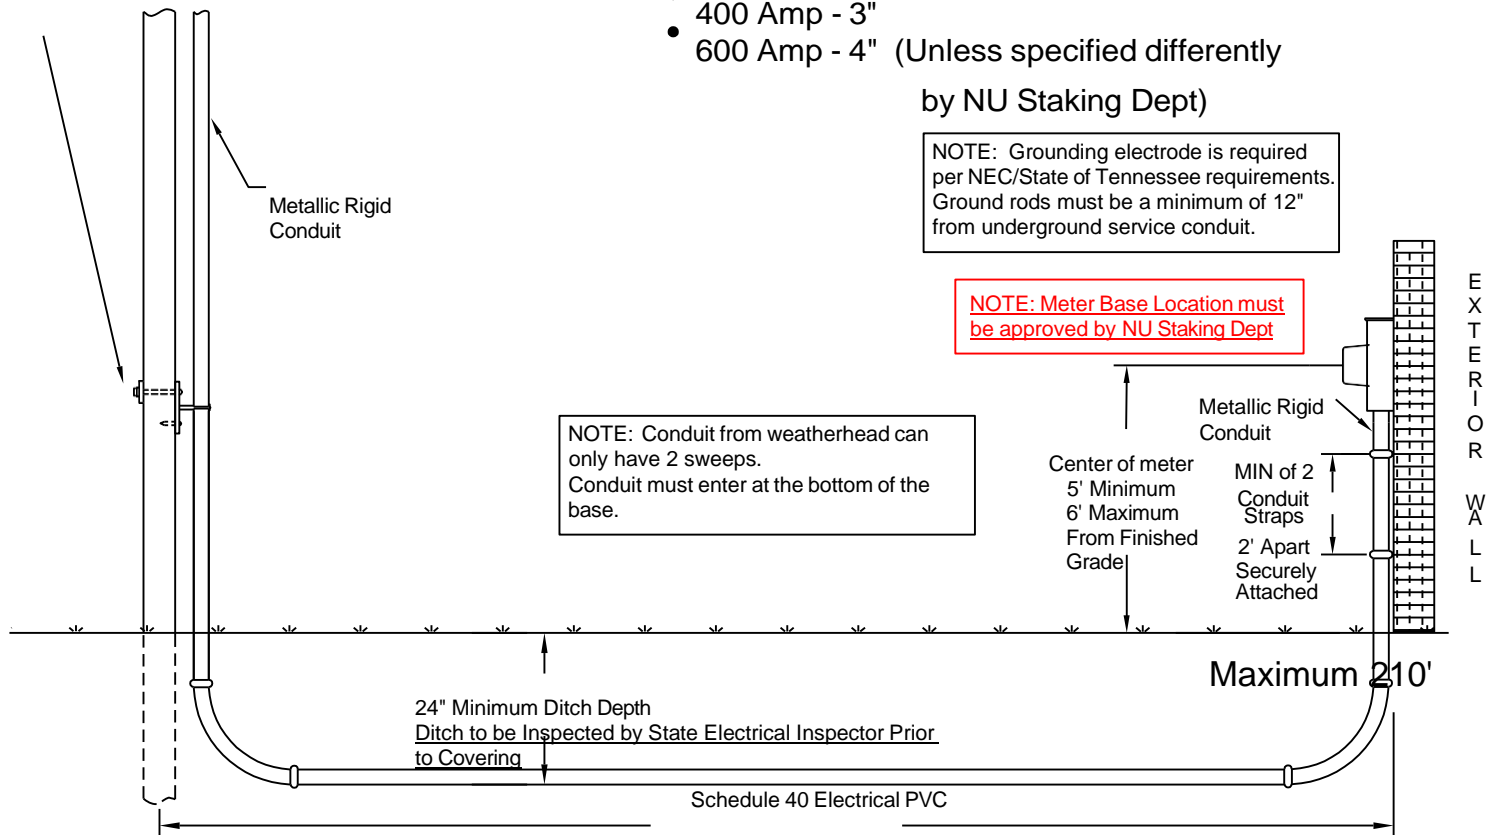 400 Amp - 3"
600 Amp - 4" (Unless specified differently
by NU Staking Dept)
NOTE: Grounding electrode is required
per NEC/State of Tennessee requirements.
Ground rods must be a minimum of 12"
from underground service conduit.
Metallic Rigid
Conduit
NOTE: Meter Base Location must
be approved by NU Staking Dept
EXTERIOR WALL
NOTE: Conduit from weatherhead can
only have 2 sweeps.
Conduit must enter at the bottom of the
base.
Metallic Rigid
Conduit
Center of meter
5' Minimum
6' Maximum
From Finished
Grade
MIN of 2
Conduit
Straps
2' Apart
Securely
Attached
Maximum 210'
24" Minimum Ditch Depth
Ditch to be Inspected by State Electrical Inspector Prior
to Covering
Schedule 40 Electrical PVC